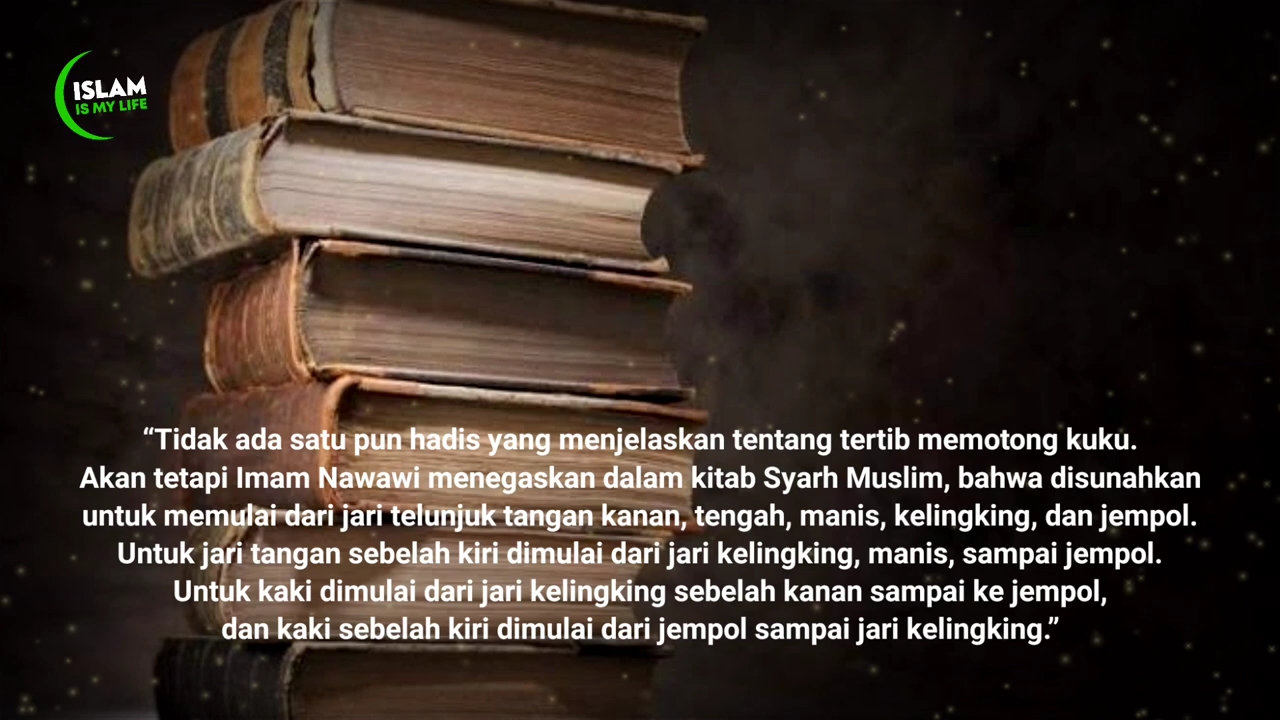 ISLAM
IS MY LIFE
“Tidak ada satu pun hadis yang menjelaskan tentang tertib memotong kuku.
Akan tetapi Imam Nawawi menegaskan dalam kitab Syarh Muslim, bahwa disunahkan
untuk memulai dari jari telunjuk tangan kanan, tengah, manis, kelingking, dan jempol.
Untuk jari tangan sebelah kiri dimulai dari jari kelingking, manis, sampai jempol.
Untuk kaki dimulai dari jari kelingking sebelah kanan sampai ke jempol,
dan kaki sebelah kiri dimulai dari jempol sampai jari kelingking.”